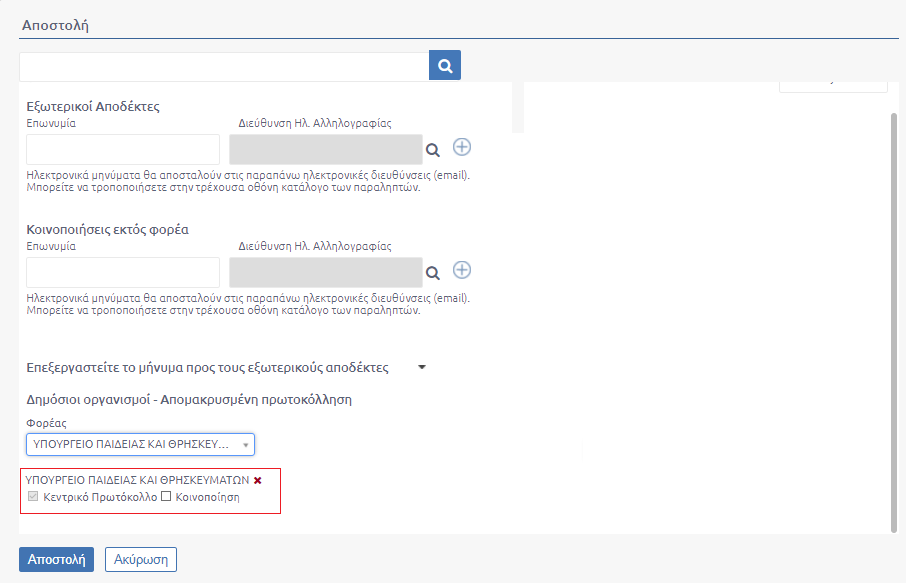 Αποστολή
Εξωτερικοί Αποδέκτες
Επωνυμία Διεύθυνση Ηλ. Αλληλογραφίας
Ηλεκτρονικά μηνύματα θα αποσταλούν στις παραπάνω ηλεκτρονικές διευθύνσεις (email).
Μπορείτε να τροποποιήσετε στην τρέχουσα οθόνη κατάλογο των παραληπτών.
Κοινοποιήσεις εκτός φορέα
Επωνυμία Διεύθυνση Ηλ. Αλληλογραφίας
Ηλεκτρονικά μηνύματα θα αποσταλούν στις παραπάνω ηλεκτρονικές διευθύνσεις (email).
Μπορείτε να τροποποιήσετε στην τρέχουσα οθόνη κατάλογο των παραληπτών.
Επεξεργαστείτε το μήνυμα προς τους εξωτερικούς αποδέκτες
Δημόσιοι οργανισμοί - Απομακρυσμένη πρωτοκόλληση
Φορέας
ΥΠΟΥΡΓΕΙΟ ΠΑΙΔΕΙΑΣ ΚΑΙ ΘΡΗΣΚΕΥ...
ΥΠΟΥΡΓΕΙΟ ΠΑΙΔΕΙΑΣ ΚΑΙ ΘΡΗΣΚΕΥΜΑΤΩΝ
Κεντρικό Πρωτόκολλο Κοινοποίηση
Αποστολή Ακύρωση